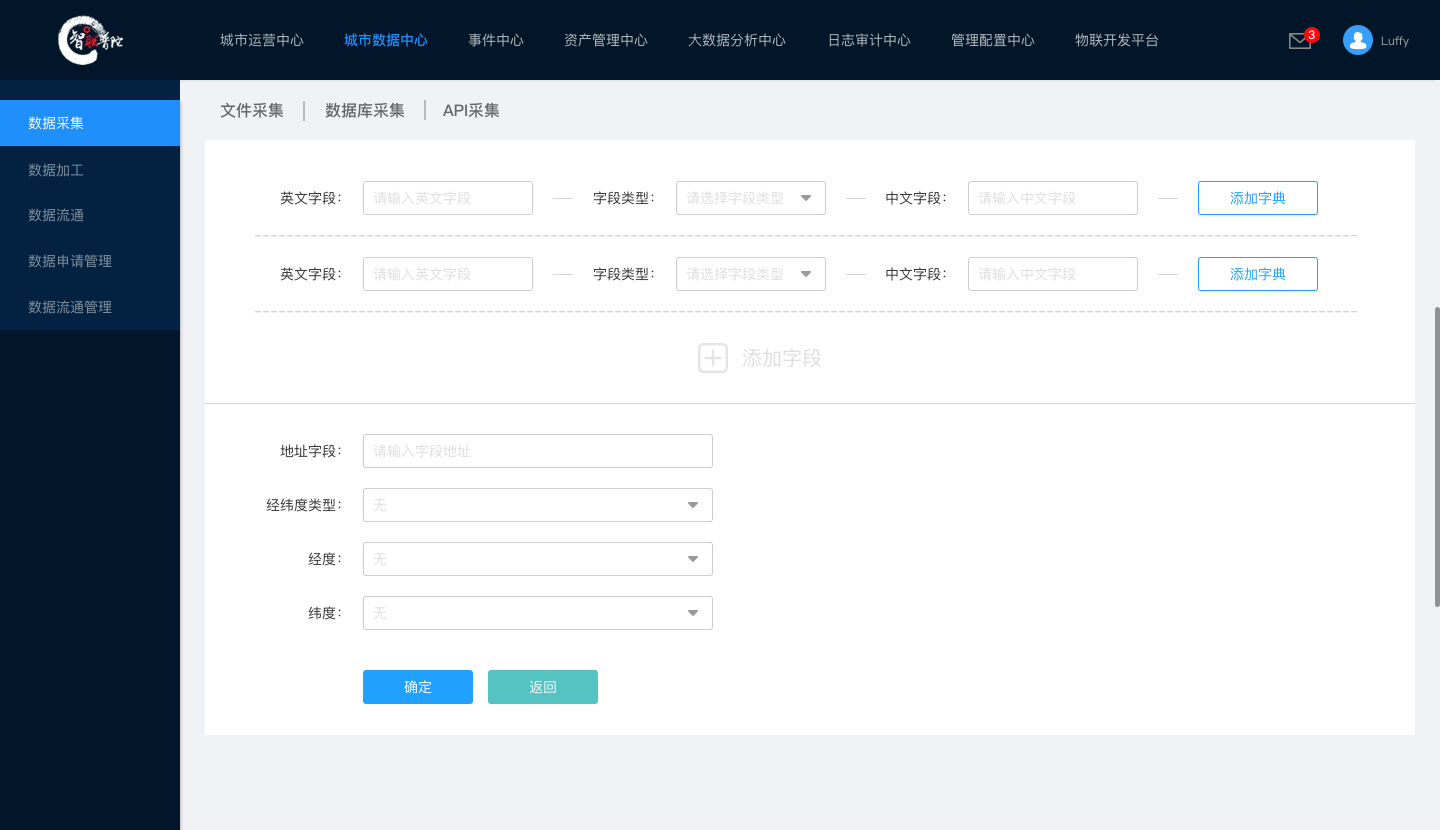 智联普陀
城市运营中心 城市数据中心 事件中心 资产管理中心 大数据分析中心 日志审计中心 管理配置中心 物联开发平台 3 Luffy
数据采集
数据加工
数据流通
数据申请管理
数据流通管理
文件采集 数据库采集 API采集
英文字段： 请输入英文字段 字段类型： 请选择字段类型 中文字段： 请输入中文字段 添加字典
英文字段： 请输入英文字段 字段类型： 请选择字段类型 中文字段： 请输入中文字段 添加字典
添加字段
地址字段： 请输入字段地址
经纬度类型： 无
经度： 无
纬度： 无
确定 返回